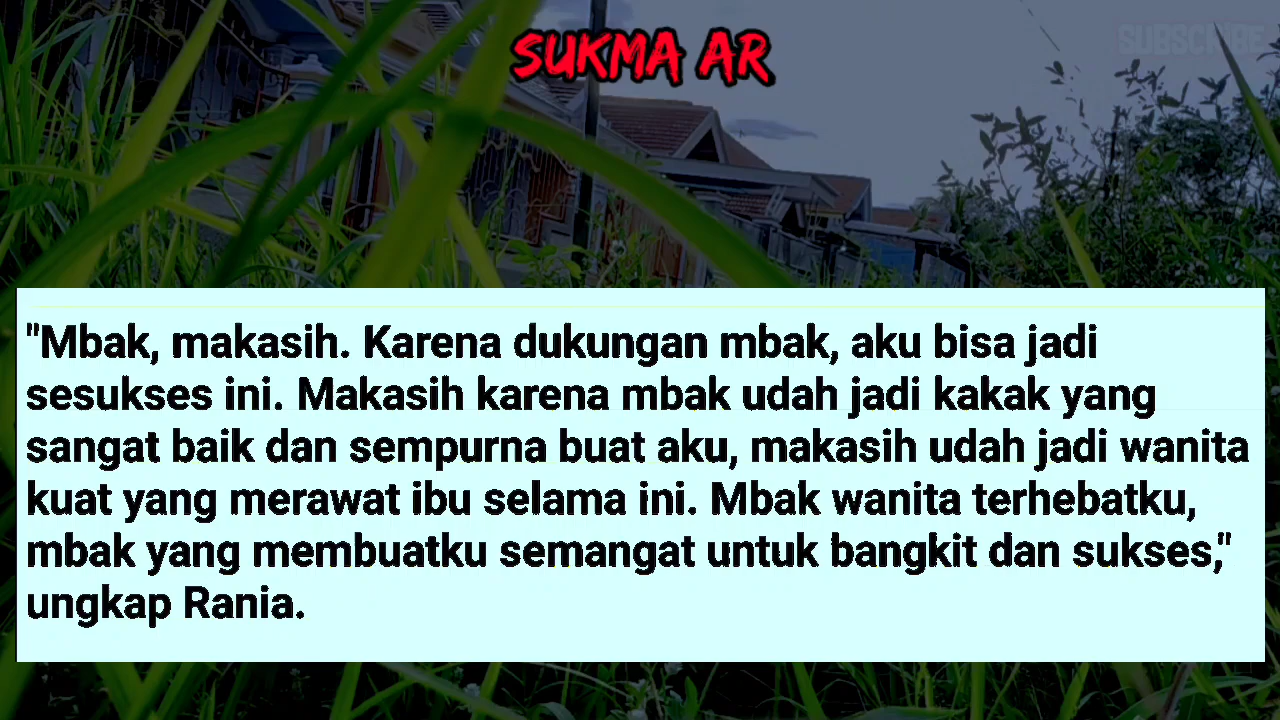 SUKMA AR
SUBSCRIBE
"Mbak, makasih. Karena dukungan mbak, aku bisa jadi
sesukses ini. Makasih karena mbak udah jadi kakak yang
sangat baik dan sempurna buat aku, makasih udah jadi wanita
kuat yang merawat ibu selama ini. Mbak wanita terhebatku,
mbak yang membuatku semangat untuk bangkit dan sukses,"
ungkap Rania.